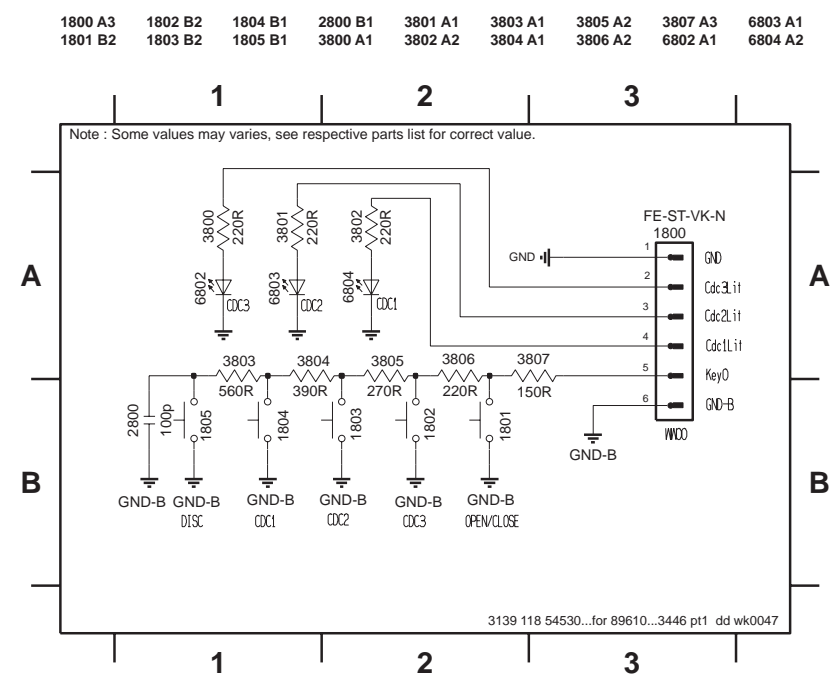 1800 A3 1802 B2 1804 B1 2800 B1 3801 A1 3803 A1 3805 A2 3807 A3 6803 A1
1801 B2 1803 B2 1805 B1 3800 A1 3802 A2 3804 A1 3806 A2 6802 A1 6804 A2
1 2 3
Note : Some values may varies, see respective parts list for correct value.
3800 220R 3801 220R 3802 220R
FE-ST-VK-N
1800
A
6802 CDC3 6803 CDC2 6804 CDC1
GND
1 GND
2 Cdc3Lit
3 Cdc2Lit
4 Cdc1Lit
5 Key0
6 GND-B
A
3803 3804 3805 3806 3807
560R 390R 270R 220R 150R
2800 100p 1805 1804 1803 1802 1801
GND-B
B
GND-B GND-B GND-B GND-B GND-B GND-B
DISC CDC1 CDC2 CDC3 OPEN/CLOSE
B
3139 118 54530...for 89610...3446 pt1 dd wk0047
1 2 3